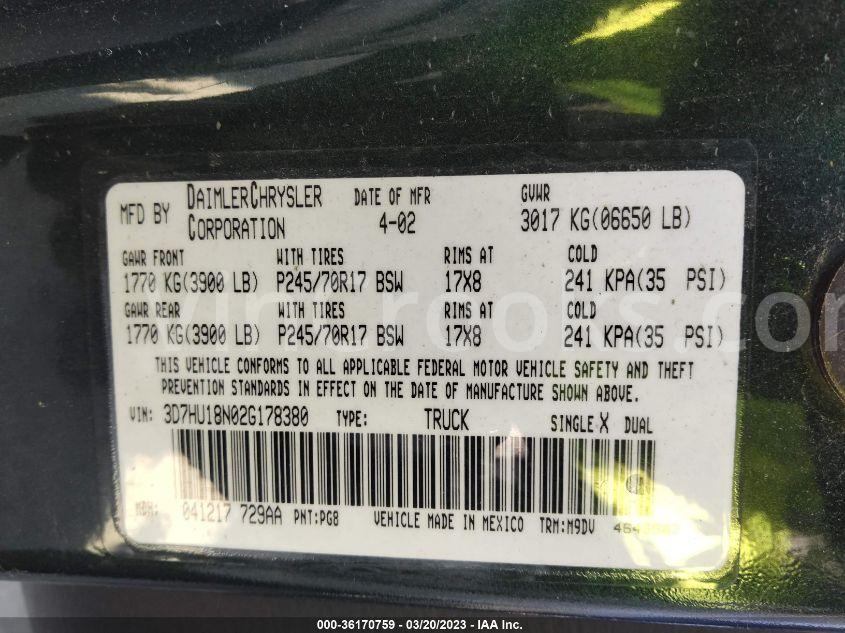 MFD BY DAIMLERCHRYSLER CORPORATION DATE OF MFR 4-02 GVWR 3017 KG(06650 LB)
GAWR FRONT WITH TIRES RIMS AT COLD
1770 KG(3900 LB) P245/70R17 BSW 17X8 241 KPA(35 PSI)
GAWR REAR WITH TIRES RIMS AT COLD
1770 KG(3900 LB) P245/70R17 BSW 17X8 241 KPA(35 PSI)
THIS VEHICLE CONFORMS TO ALL APPLICABLE FEDERAL MOTOR VEHICLE SAFETY AND THEFT
PREVENTION STANDARDS IN EFFECT ON THE DATE OF MANUFACTURE SHOWN ABOVE.
VIN: 3D7HU18N02G178380 TYPE: TRUCK SINGLE X DUAL
MDH: 041217 729AA PNT:PG8 VEHICLE MADE IN MEXICO TRM:M9DV
000-36170759 — 03/20/2023 — IAA Inc.